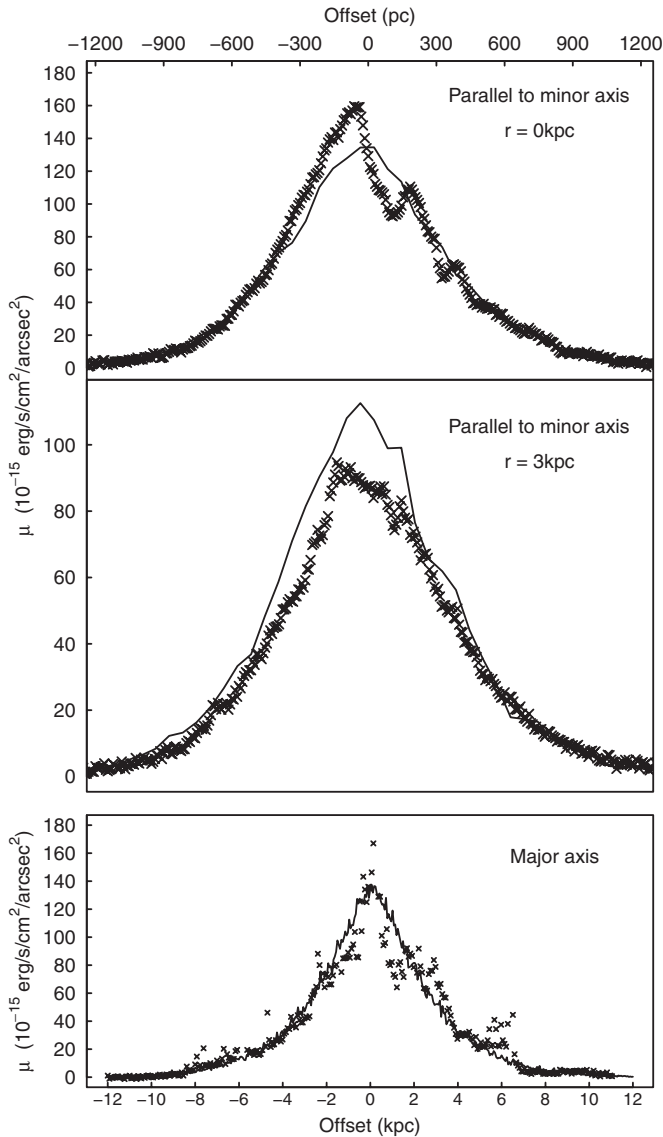 Offset (pc)
−1200 −900 −600 −300 0 300 600 900 1200
180
160
140
120
100
80
60
40
20
0
Parallel to minor axis
r = 0kpc
100
80
60
40
20
0
Parallel to minor axis
r = 3kpc
μ (10⁻¹⁵ erg/s/cm²/arcsec²)
180
160
140
120
100
80
60
40
20
0
Major axis
μ (10⁻¹⁵ erg/s/cm²/arcsec²)
−12 −10 −8 −6 −4 −2 0 2 4 6 8 10 12
Offset (kpc)